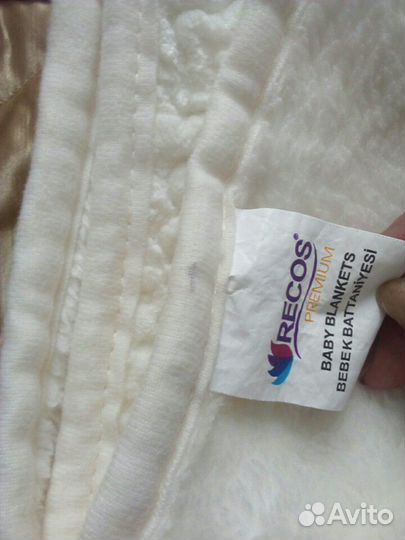 RECOS®
PREMIUM
BABY BLANKETS
BEBEK BATTANİYESİ
Avito